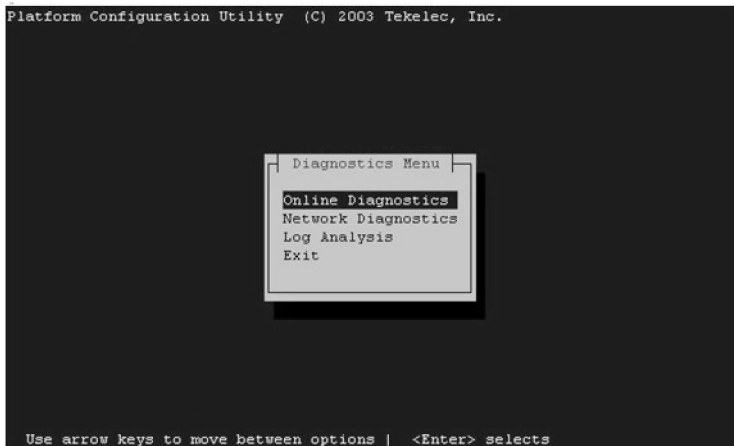 Platform Configuration Utility  (C) 2003 Tekelec, Inc.
Diagnostics Menu
Online Diagnostics
Network Diagnostics
Log Analysis
Exit
Use arrow keys to move between options |  <Enter> selects